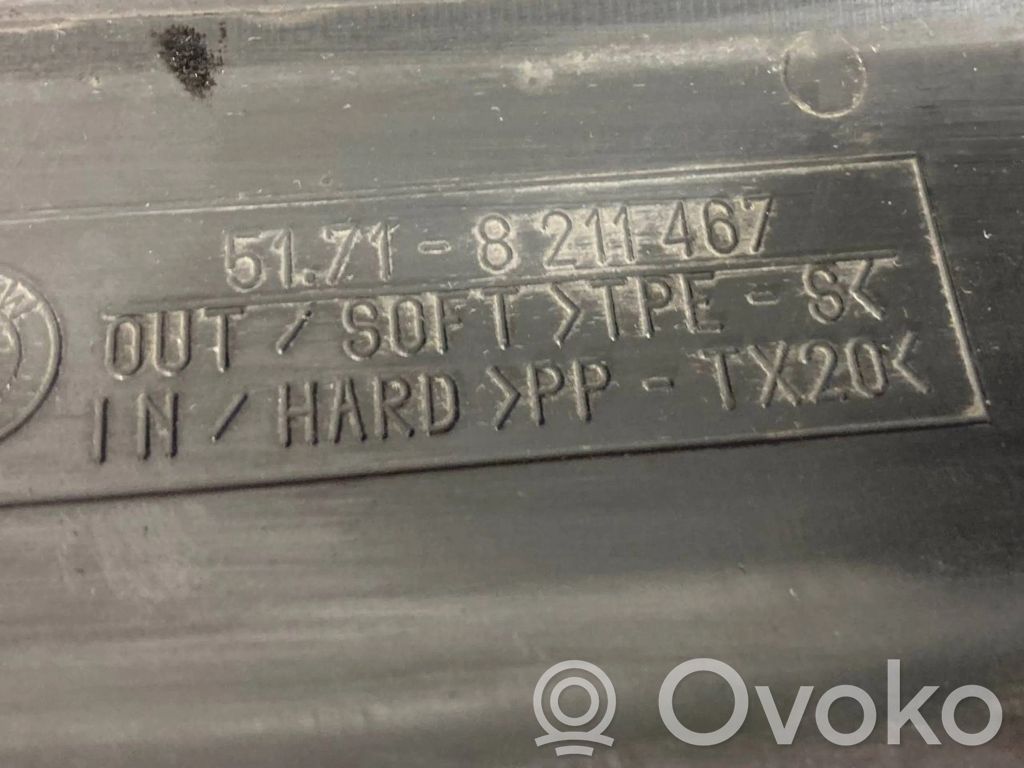 51.71-8 211 467
OUT / SOFT >TPE - S<
IN / HARD >PP - TX20<
W
Ovoko